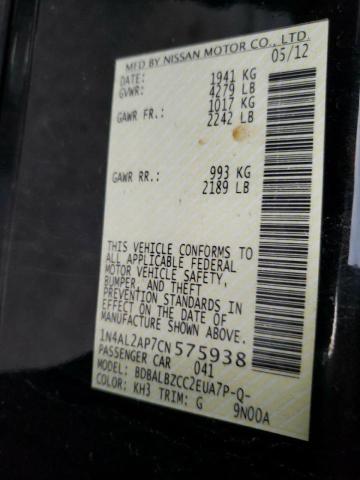 MFD BY NISSAN MOTOR CO., LTD.
DATE: 05/12
GVWR: 1941 KG
4279 LB
GAWR FR.: 1017 KG
2242 LB
GAWR RR.: 993 KG
2189 LB
THIS VEHICLE CONFORMS TO
ALL APPLICABLE FEDERAL
MOTOR VEHICLE SAFETY,
BUMPER, AND THEFT
PREVENTION STANDARDS IN
EFFECT ON THE DATE OF
MANUFACTURE SHOWN ABOVE.
1N4AL2AP7CN575938
PASSENGER CAR 041
MODEL: BDBALBZCC2EUA7P-Q-
COLOR: KH3 TRIM: G 9N00A